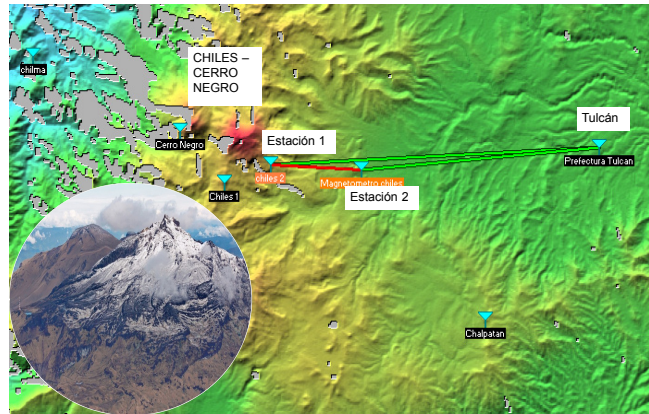 chilma
CHILES –
CERRO
NEGRO
Cerro Negro
Estación 1
Tulcán
Prefectura Tulcan
chiles 2
Magnetometro chiles
Chiles 1
Estación 2
Chalpatan